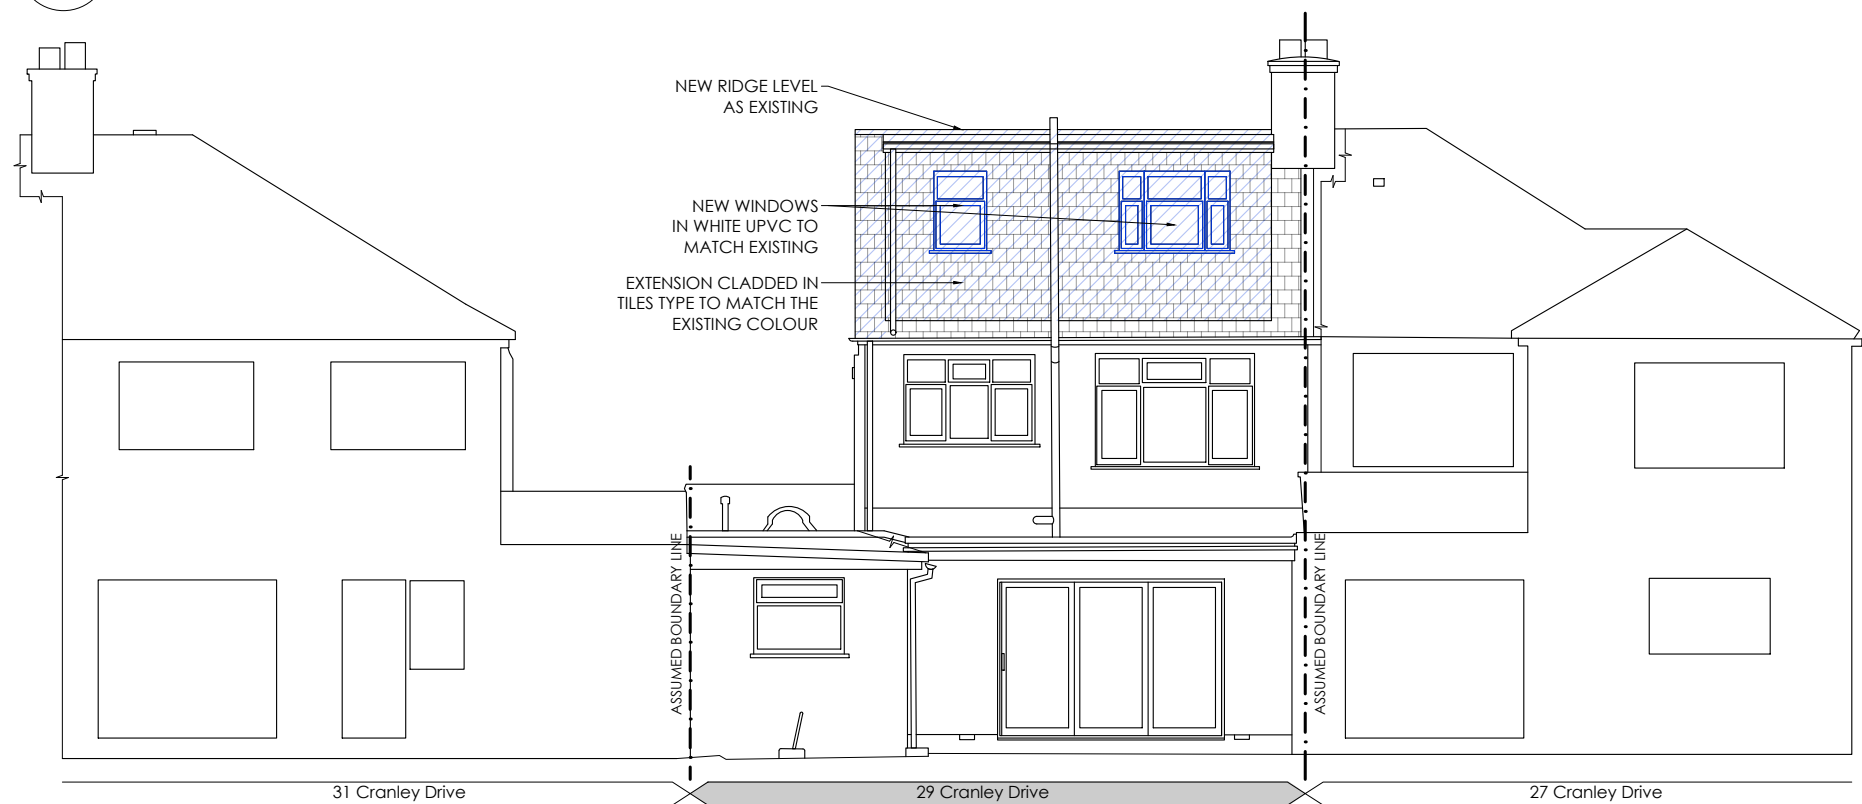 NEW RIDGE LEVEL
AS EXISTING
NEW WINDOWS
IN WHITE UPVC TO
MATCH EXISTING
EXTENSION CLADDED IN
TILES TYPE TO MATCH THE
EXISTING COLOUR
ASSUMED BOUNDARY LINE
ASSUMED BOUNDARY LINE
31 Cranley Drive
29 Cranley Drive
27 Cranley Drive